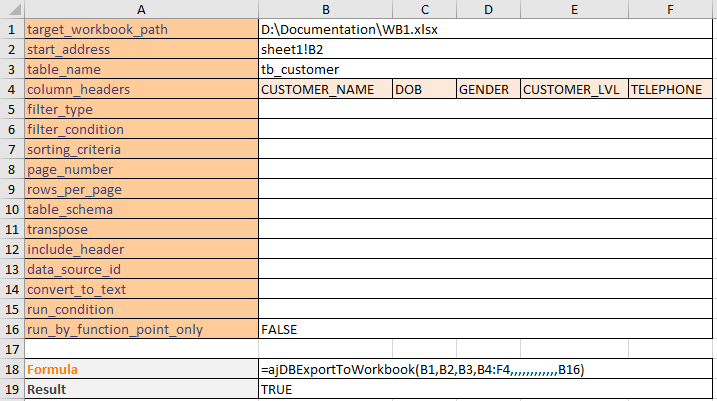 A B C D E F
1 target_workbook_path D:\Documentation\WB1.xlsx
2 start_address sheet1!B2
3 table_name tb_customer
4 column_headers CUSTOMER_NAME DOB GENDER CUSTOMER_LVL TELEPHONE
5 filter_type
6 filter_condition
7 sorting_criteria
8 page_number
9 rows_per_page
10 table_schema
11 transpose
12 include_header
13 data_source_id
14 convert_to_text
15 run_condition
16 run_by_function_point_only FALSE
17
18 Formula =ajDBExportToWorkbook(B1,B2,B3,B4:F4,,,,,,,,,,,,B16)
19 Result TRUE